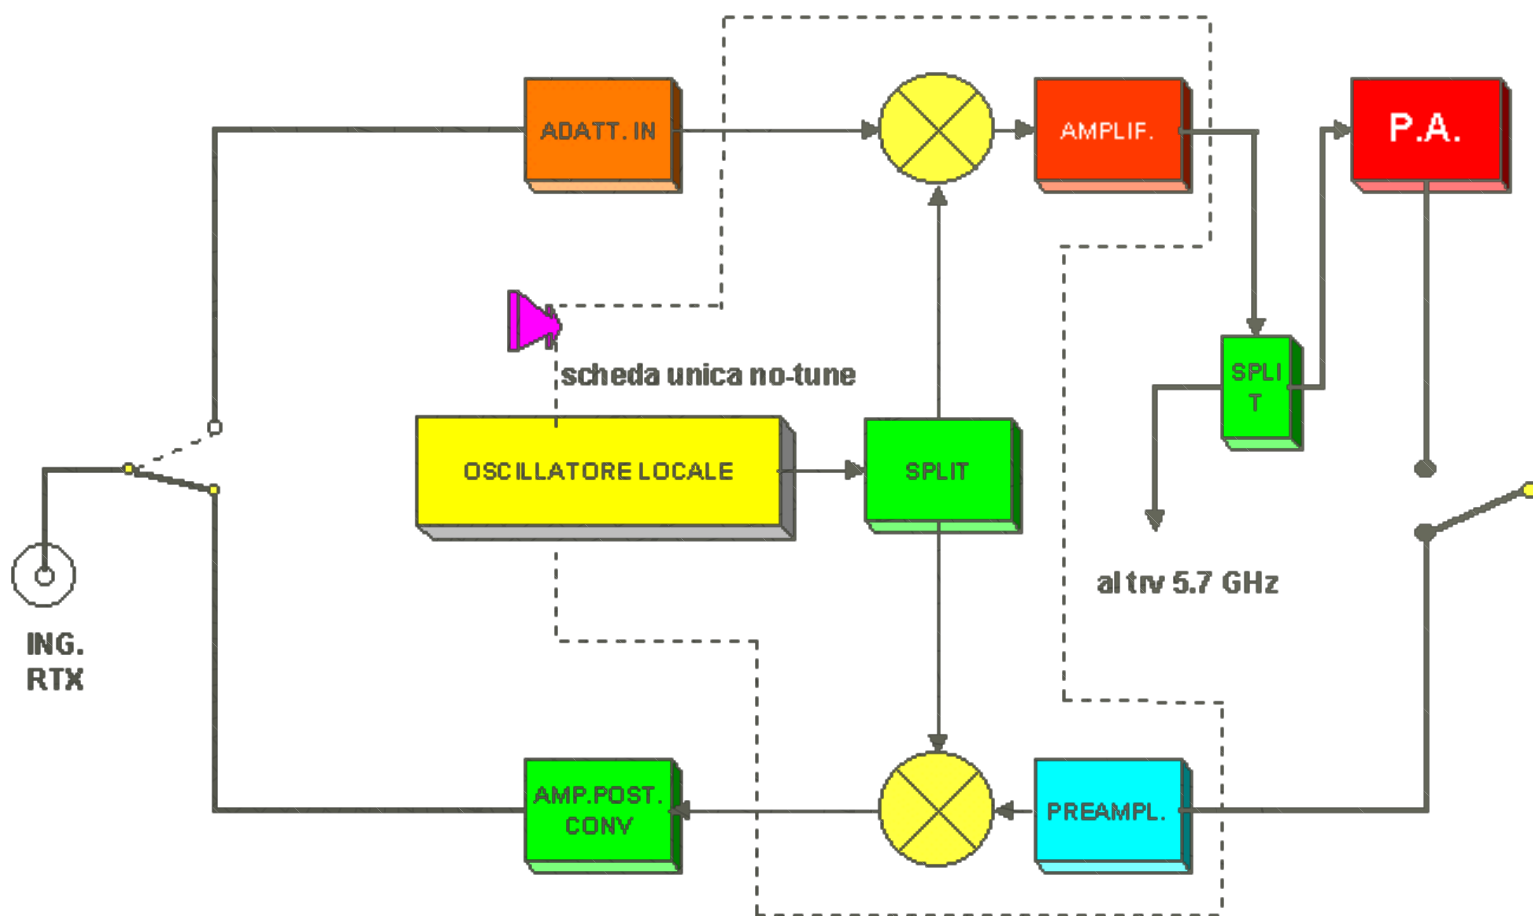 ADATT. IN
AMPLIF.
P.A.
scheda unica no-tune
SPLI
T
OSCILLATORE LOCALE
SPLIT
al trv 5.7 GHz
ING.
RTX
AMP.POST.
CONV
PREAMPL.